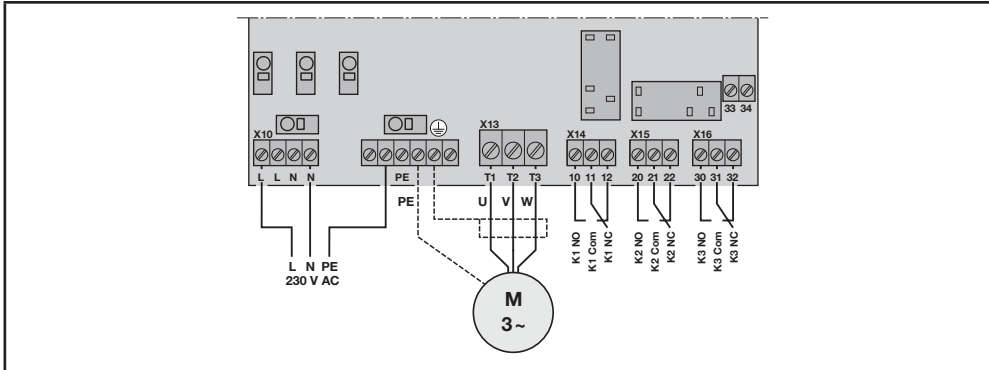 33 34
X10 X13 X14 X15 X16
L L N N PE T1 T2 T3 10 11 12 20 21 22 30 31 32
PE U V W
K1 NO
K1 Com
K1 NC
K2 NO
K2 Com
K2 NC
K3 NO
K3 Com
K3 NC
L N PE
230 V AC
M
3~